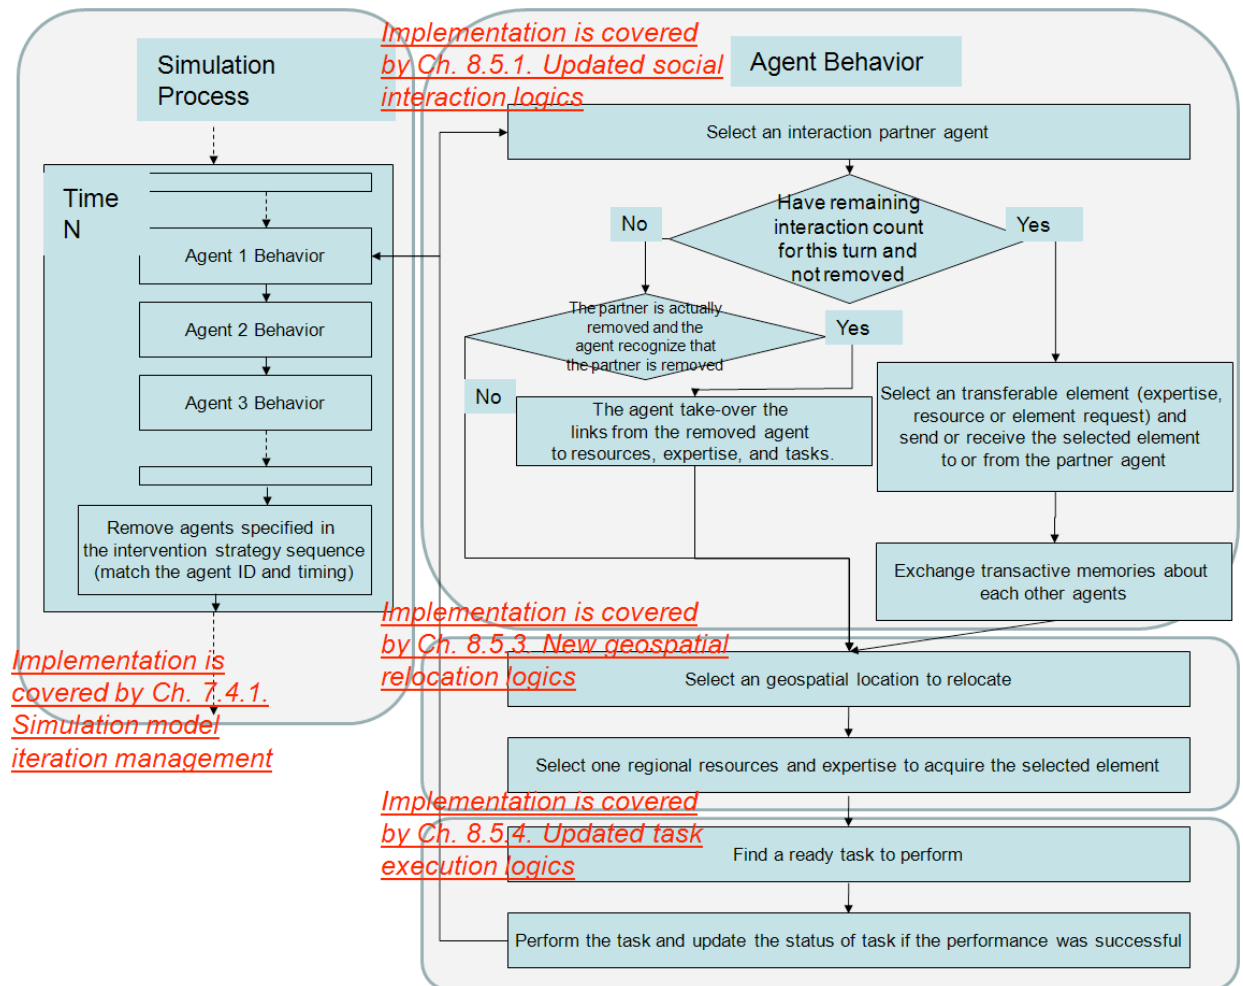 Simulation
Process
Time
N
Agent 1 Behavior
Agent 2 Behavior
Agent 3 Behavior
Remove agents specified in
the intervention strategy sequence
(match the agent ID and timing)
Implementation is
covered by Ch. 7.4.1.
Simulation model
iteration management
Implementation is covered
by Ch. 8.5.1. Updated social
interaction logics
Agent Behavior
Select an interaction partner agent
Have remaining
interaction count
for this turn and
not removed
No
Yes
The partner is actually
removed and the
agent recognize that
the partner is removed
Yes
No
The agent take-over the
links from the removed agent
to resources, expertise, and tasks.
Select an transferable element (expertise,
resource or element request) and
send or receive the selected element
to or from the partner agent
Exchange transactive memories about
each other agents
Implementation is covered
by Ch. 8.5.3. New geospatial
relocation logics
Select an geospatial location to relocate
Select one regional resources and expertise to acquire the selected element
Implementation is covered
by Ch. 8.5.4. Updated task
execution logics
Find a ready task to perform
Perform the task and update the status of task if the performance was successful